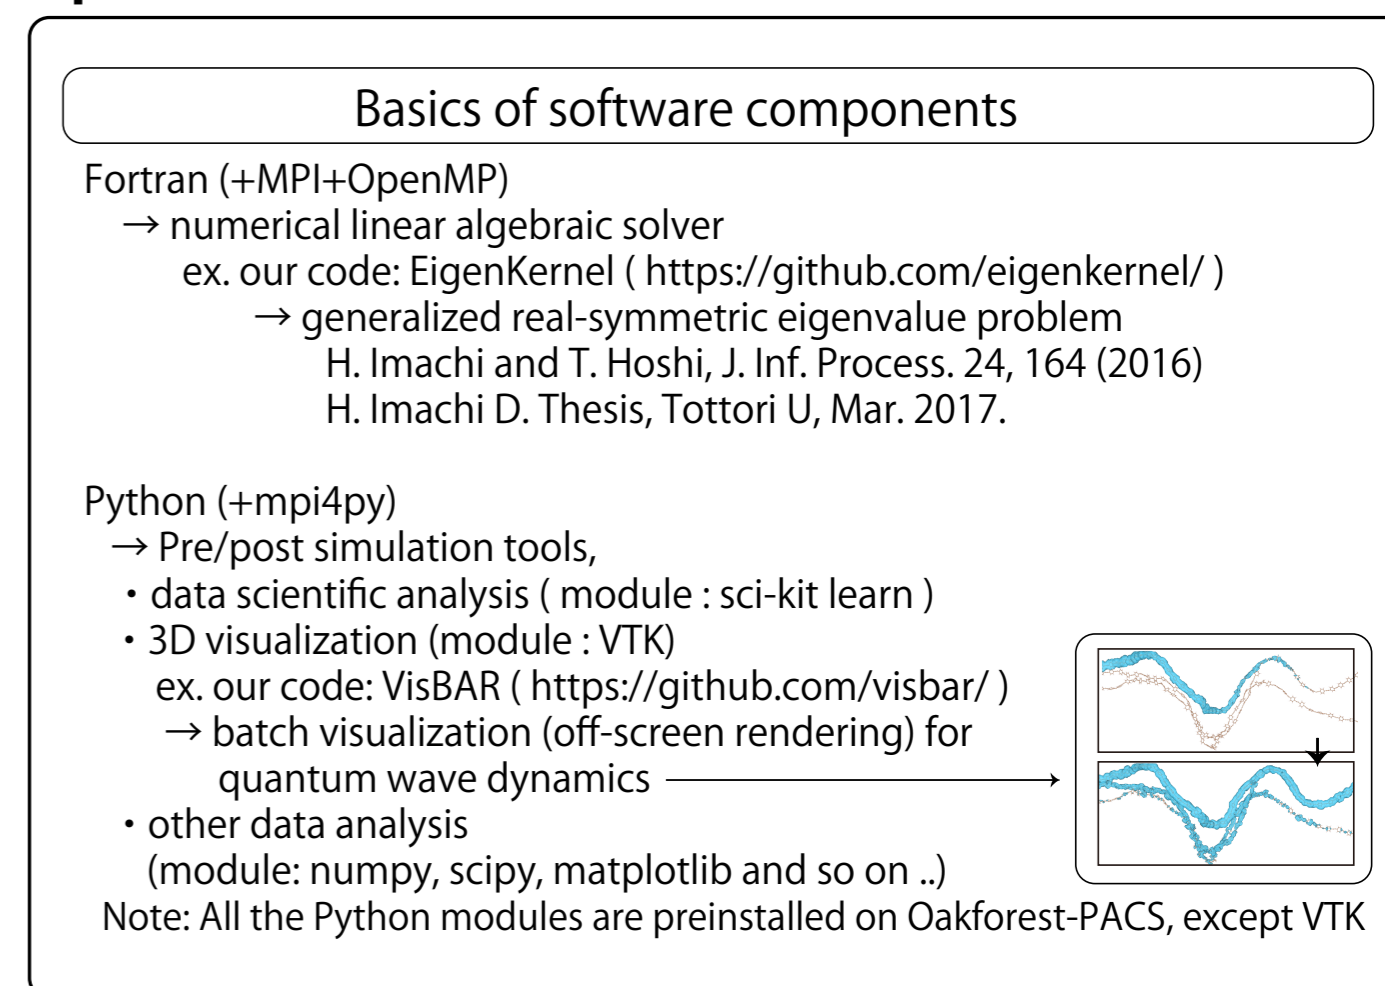 Basics of software components
Fortran (+MPI+OpenMP)
→ numerical linear algebraic solver
ex. our code: EigenKernel ( https://github.com/eigenkernel/ )
→ generalized real-symmetric eigenvalue problem
H. Imachi and T. Hoshi, J. Inf. Process. 24, 164 (2016)
H. Imachi D. Thesis, Tottori U, Mar. 2017.
Python (+mpi4py)
→ Pre/post simulation tools,
・data scientific analysis ( module : sci-kit learn )
・3D visualization (module : VTK)
ex. our code: VisBAR ( https://github.com/visbar/ )
→ batch visualization (off-screen rendering) for
quantum wave dynamics
・other data analysis
(module: numpy, scipy, matplotlib and so on ..)
Note: All the Python modules are preinstalled on Oakforest-PACS, except VTK